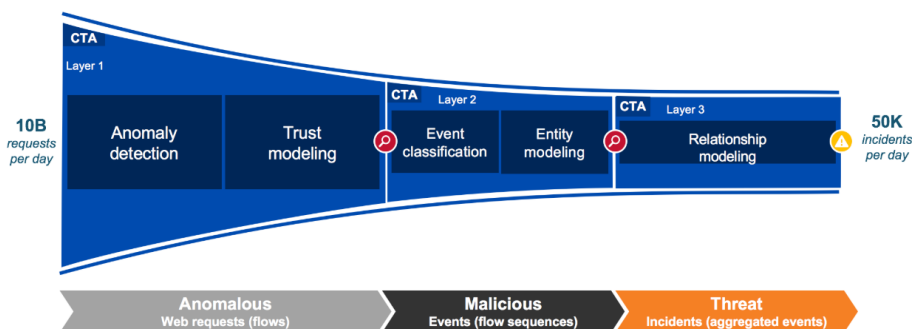 CTA
Layer 1
10B
requests
per day
Anomaly
detection
Trust
modeling
CTA
Layer 2
Event
classification
Entity
modeling
CTA
Layer 3
Relationship
modeling
50K
incidents
per day
Anomalous
Web requests (flows)
Malicious
Events (flow sequences)
Threat
Incidents (aggregated events)